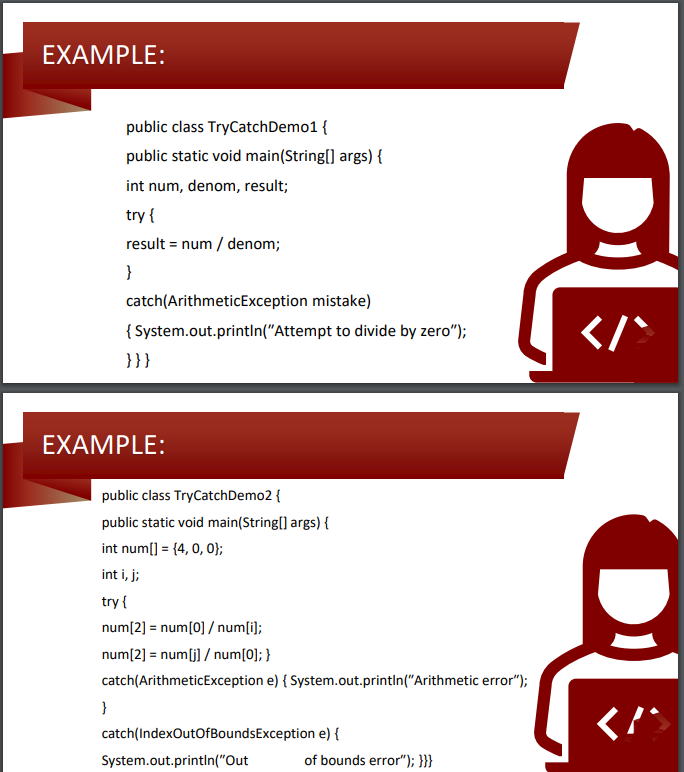 EXAMPLE:
public class TryCatchDemo1 {
public static void main(String[] args) {
int num, denom, result;
try {
result = num / denom;
}
catch(ArithmeticException mistake)
{ System.out.println(″Attempt to divide by zero″);
} } }
</>
EXAMPLE:
public class TryCatchDemo2 {
public static void main(String[] args) {
int num[] = {4, 0, 0};
int i, j;
try {
num[2] = num[0] / num[i];
num[2] = num[j] / num[0]; }
catch(ArithmeticException e) { System.out.println(″Arithmetic error″);
}
catch(IndexOutOfBoundsException e) {
System.out.println(″Out of bounds error″); }}}
</>